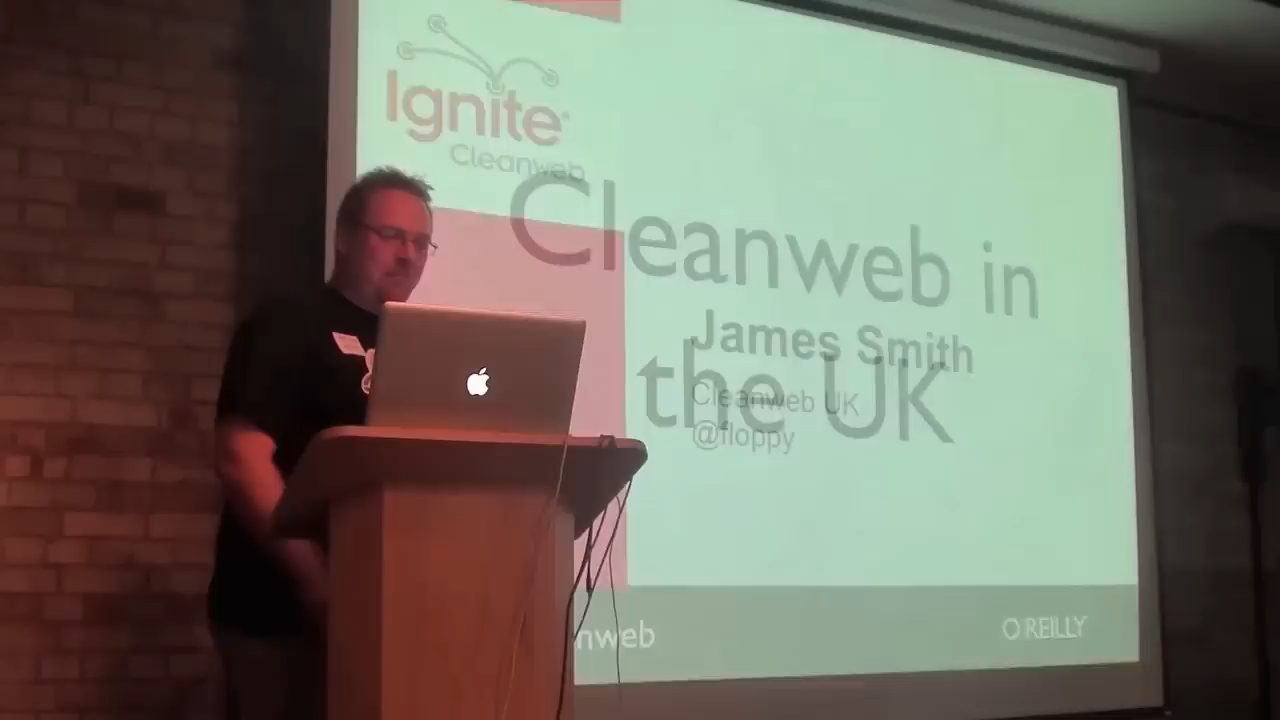 Ignite
Cleanweb
Cleanweb in
the UK
James Smith
Cleanweb UK
@floppy
nweb
O'REILLY